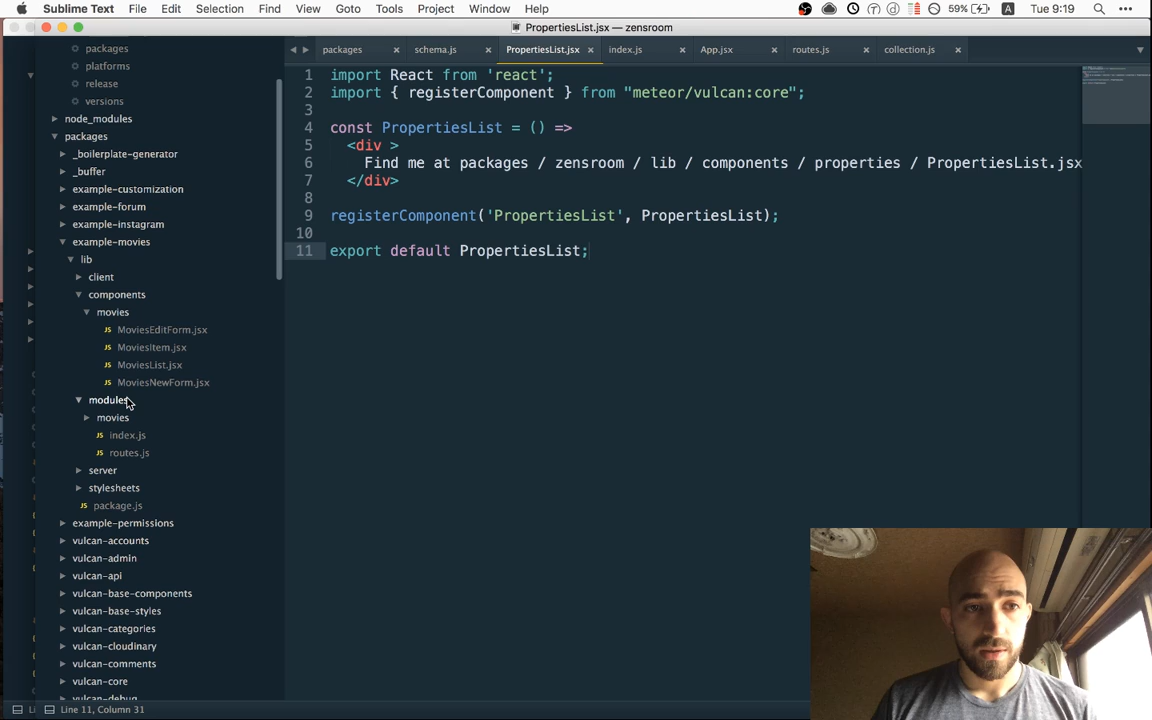 Sublime Text File Edit Selection Find View Goto Tools Project Window Help 59% A Tue 9:19
PropertiesList.jsx — zensroom
packages schema.js PropertiesList.jsx index.js App.jsx routes.js collection.js
packages
platforms
release
versions
node_modules
packages
_boilerplate-generator
_buffer
example-customization
example-forum
example-instagram
example-movies
lib
client
components
movies
JS MoviesEditForm.jsx
JS MoviesItem.jsx
JS MoviesList.jsx
JS MoviesNewForm.jsx
modules
movies
JS index.js
JS routes.js
server
stylesheets
JS package.js
example-permissions
vulcan-accounts
vulcan-admin
vulcan-api
vulcan-base-components
vulcan-base-styles
vulcan-categories
vulcan-cloudinary
vulcan-comments
vulcan-core
vulcan-debug
1 import React from 'react';
2 import { registerComponent } from "meteor/vulcan:core";
3
4 const PropertiesList = () =>
5 <div >
6 Find me at packages / zensroom / lib / components / properties / PropertiesList.jsx
7 </div>
8
9 registerComponent('PropertiesList', PropertiesList);
10
11 export default PropertiesList;
Line 11, Column 31